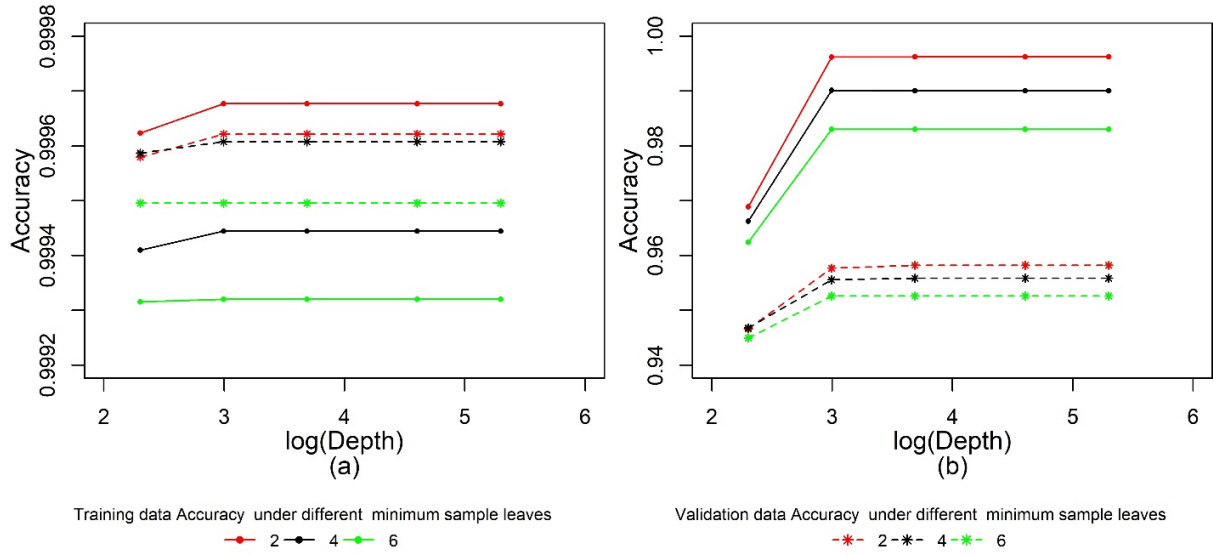 0.9998
0.996
0.994
0.9992
Accuracy
2 3 4 5 6
log(Depth)
(a)
1.00
0.98
0.96
0.94
Accuracy
2 3 4 5 6
log(Depth)
(b)
Training data Accuracy under different minimum sample leaves
2 4 6
Validation data Accuracy under different minimum sample leaves
2 4 6